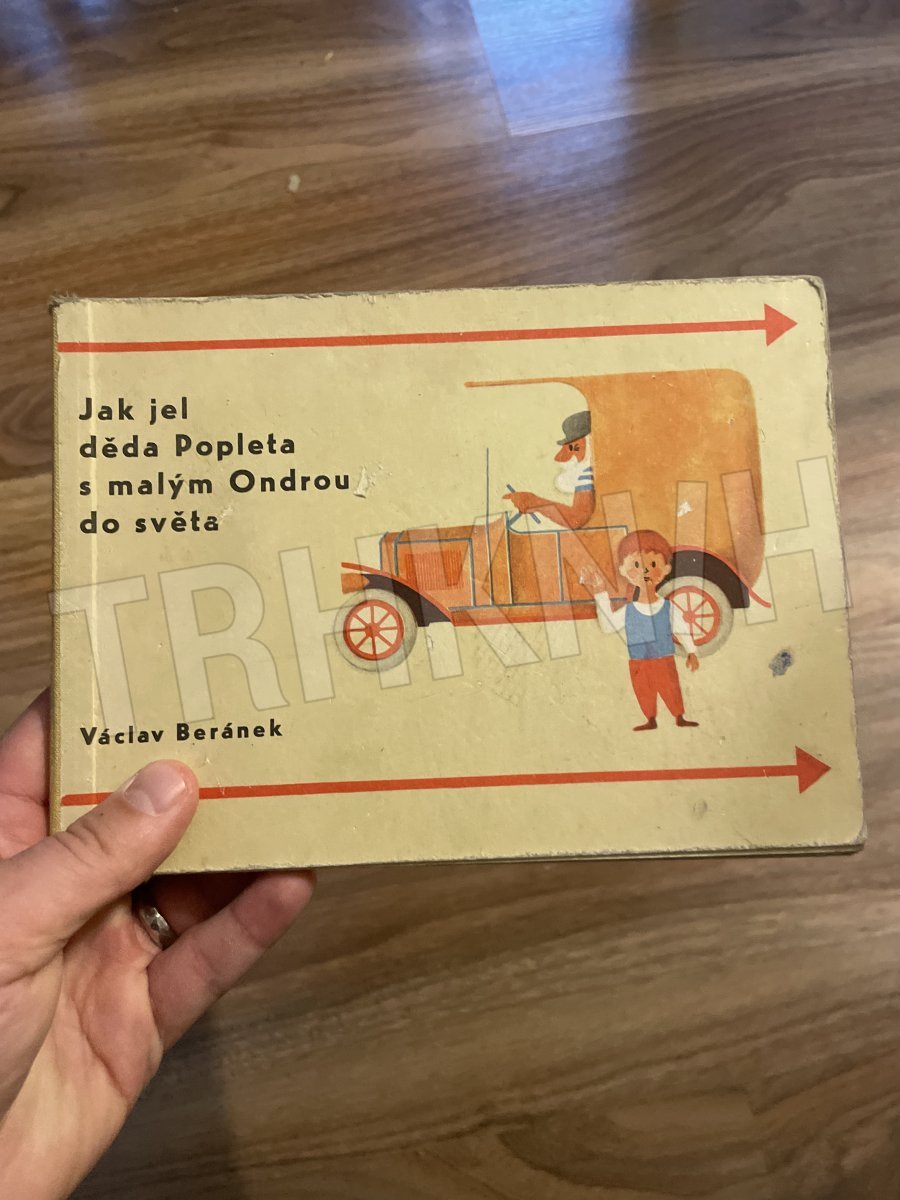 Jak jel
děda Popleta
s malým Ondrou
do světa
Václav Beránek
TRHKNIH